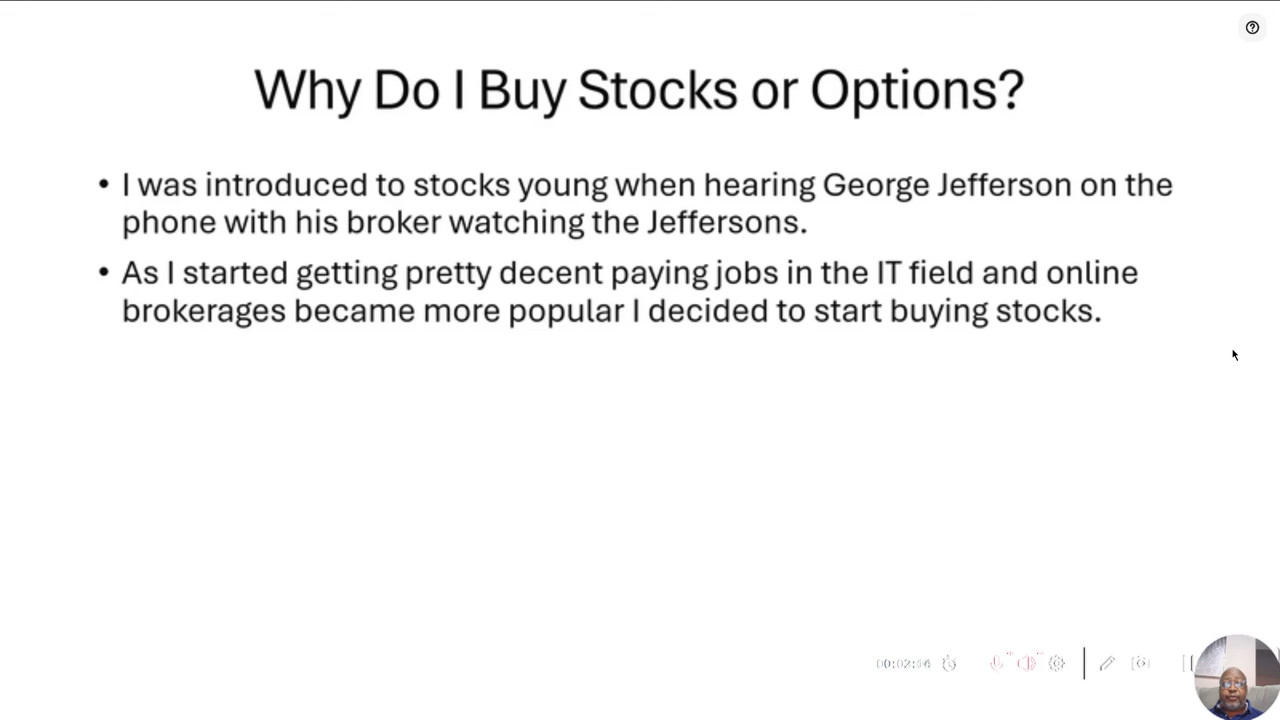 Why Do I Buy Stocks or Options?
• I was introduced to stocks young when hearing George Jefferson on the
phone with his broker watching the Jeffersons.
• As I started getting pretty decent paying jobs in the IT field and online
brokerages became more popular I decided to start buying stocks.